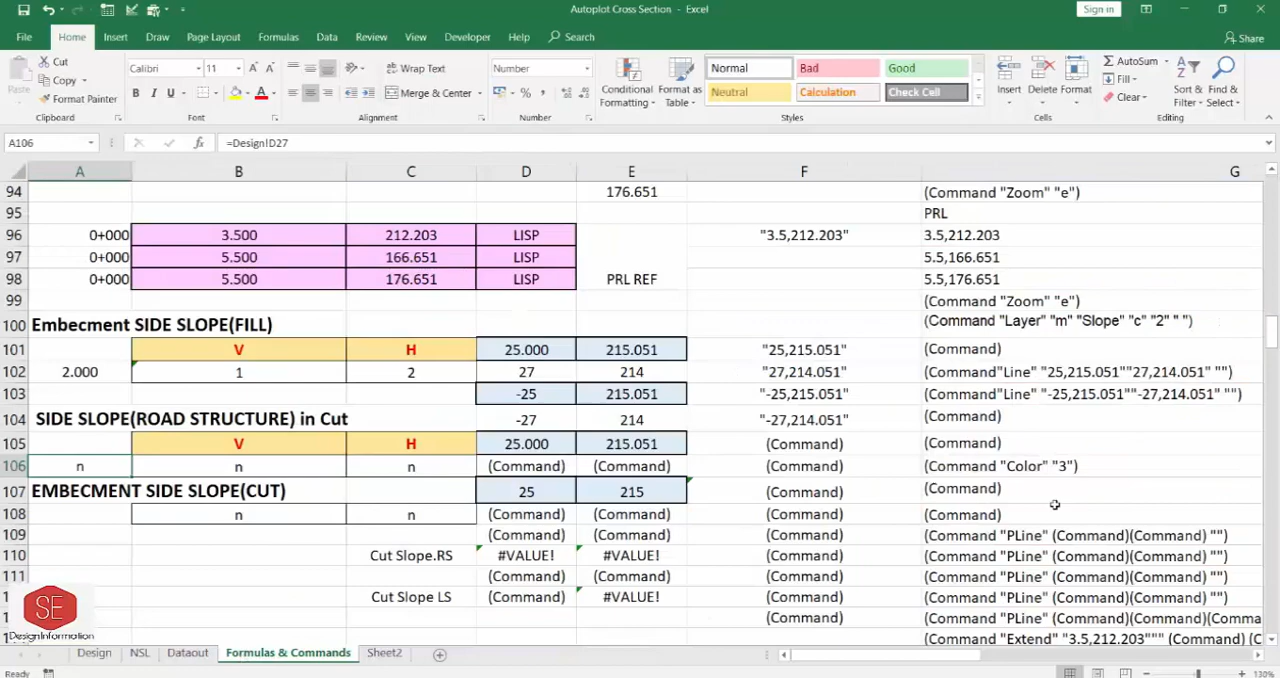 Autoplot Cross Section - Excel
Sign in
File Home Insert Draw Page Layout Formulas Data Review View Developer Help Search Share
Paste Cut Copy Format Painter Clipboard
Calibri 11 B I U Font
Wrap Text Merge & Center Alignment
Number % Number
Conditional Formatting Format as Table
Normal Bad Good
Neutral Calculation Check Cell
Styles
Insert Delete Format Cells
AutoSum Fill Clear Sort & Filter Find & Select Editing
A106 fx =Design!D27
A B C D E F G
94 176.651 (Command "Zoom" "e")
95 PRL
96 0+000 3.500 212.203 LISP "3.5,212.203" 3.5,212.203
97 0+000 5.500 166.651 LISP 5.5,166.651
98 0+000 5.500 176.651 LISP PRL REF 5.5,176.651
99 (Command "Zoom" "e")
100 Embecment SIDE SLOPE(FILL) (Command "Layer" "m" "Slope" "c" "2" " ")
101 V H 25.000 215.051 "25,215.051" (Command)
102 2.000 1 2 27 214 "27,214.051" (Command"Line" "25,215.051""27,214.051" "")
103 -25 215.051 "-25,215.051" (Command"Line" "-25,215.051""-27,214.051" "")
104 SIDE SLOPE(ROAD STRUCTURE) in Cut -27 214 "-27,214.051" (Command)
105 V H 25.000 215.051 (Command) (Command)
106 n n n (Command) (Command) (Command) (Command "Color" "3")
107 EMBECMENT SIDE SLOPE(CUT) 25 215 (Command) (Command)
108 n n (Command) (Command) (Command) (Command)
109 (Command) (Command) (Command) (Command "PLine" (Command)(Command) "")
110 Cut Slope.RS #VALUE! #VALUE! (Command) (Command "PLine" (Command)(Command) "")
111 (Command) (Command) (Command) (Command "PLine" (Command)(Command) "")
Cut Slope LS (Command) #VALUE! (Command) (Command "PLine" (Command)(Command) "")
(Command) (Command "PLine" (Command)(Command)(Comma
(Command "Extend" "3.5,212.203""" (Command) (C
SE
DesignInformation
Design NSL Dataout Formulas & Commands Sheet2
Ready 130%